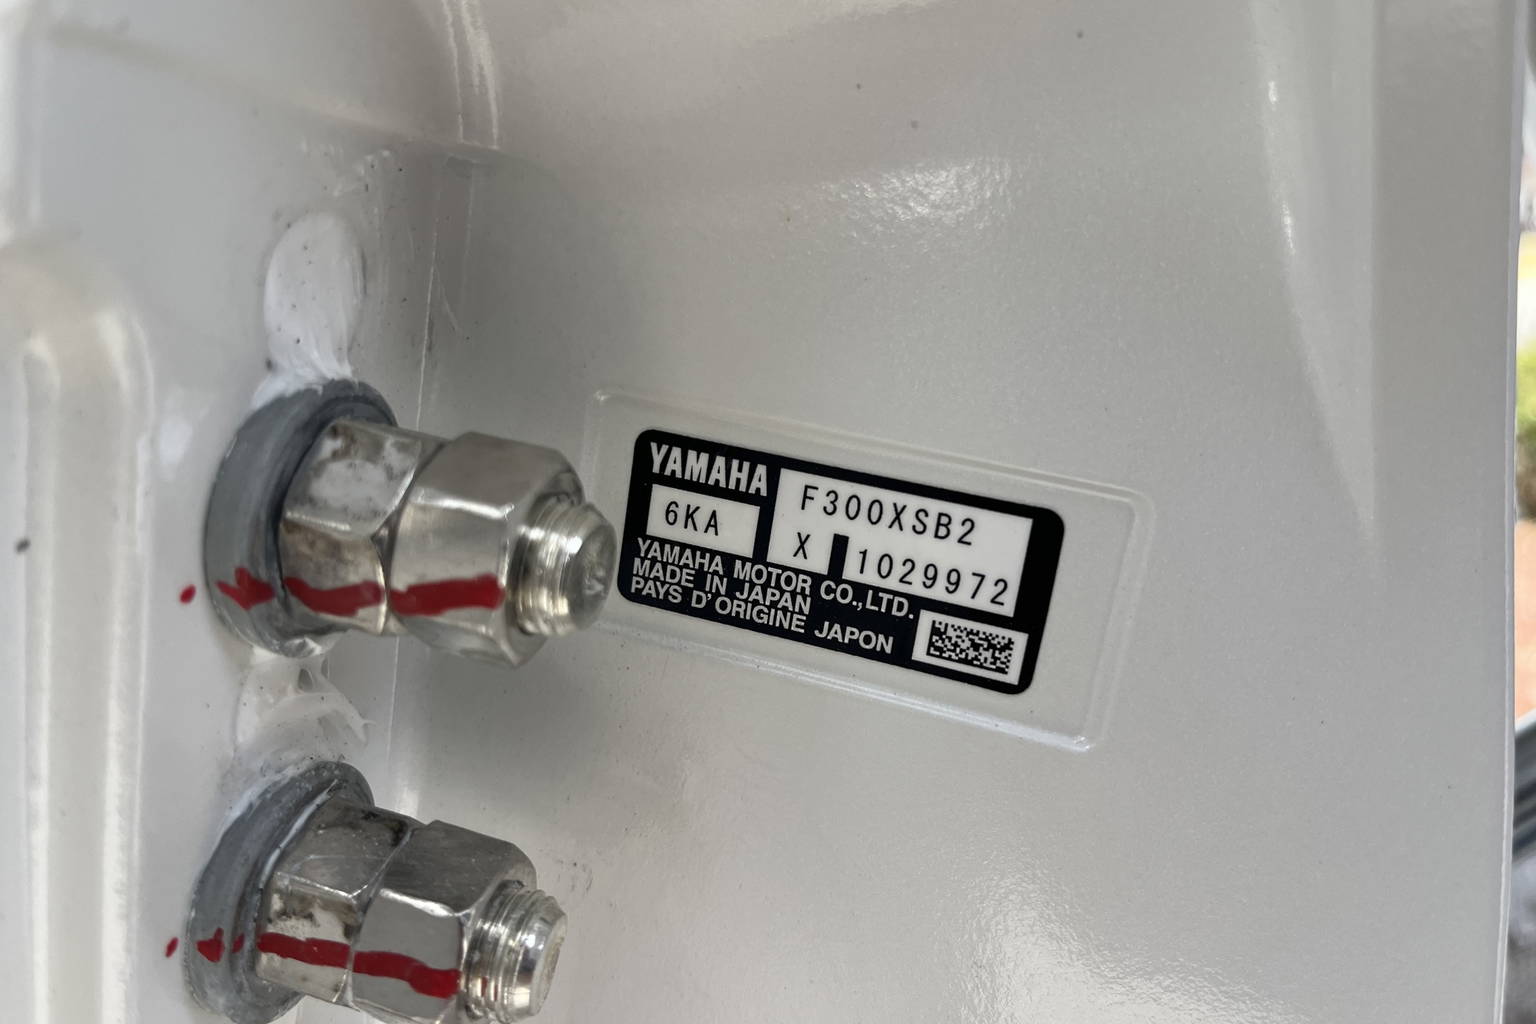 YAMAHA
F300XSB2
6KA
X 1029972
YAMAHA MOTOR CO.,LTD.
MADE IN JAPAN
PAYS D'ORIGINE JAPON